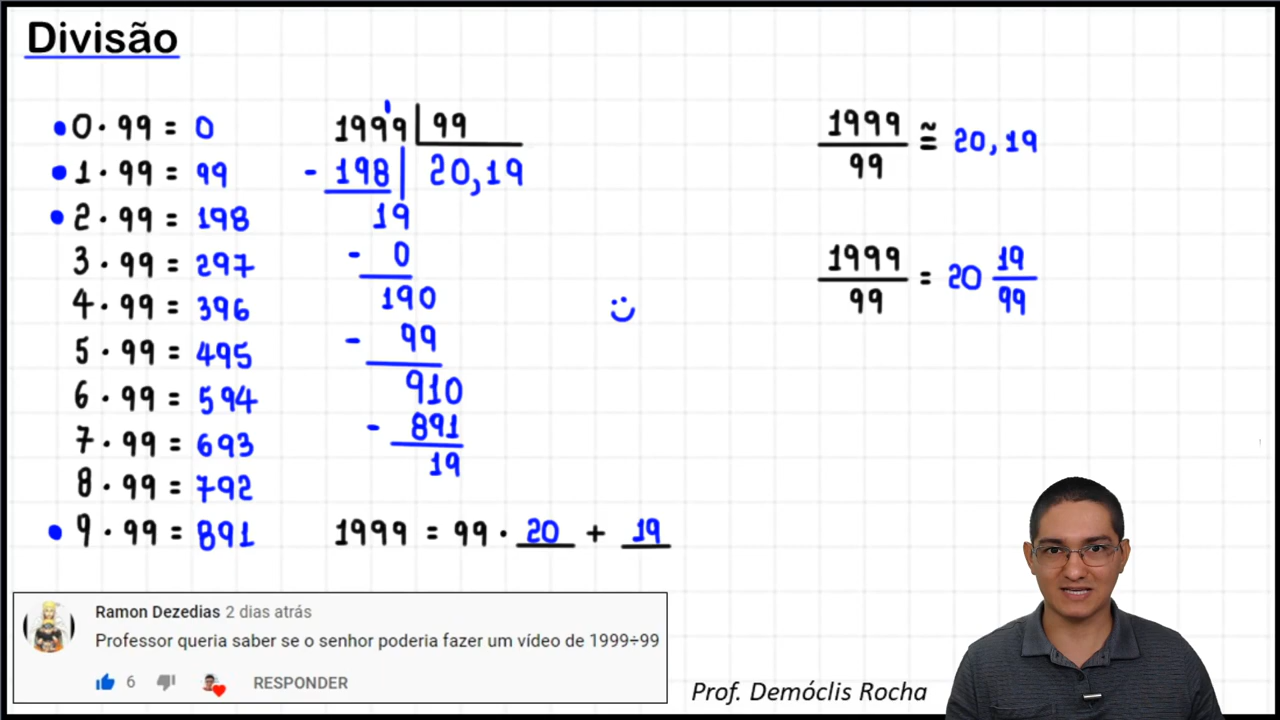 Divisão
0 · 99 = 0
1 · 99 = 99
2 · 99 = 198
3 · 99 = 297
4 · 99 = 396
5 · 99 = 495
6 · 99 = 594
7 · 99 = 693
8 · 99 = 792
9 · 99 = 891
1999 99
- 198 20,19
19
- 0
190
- 99
910
- 891
19
1999 = 99 · 20 + 19
1999
99
≅ 20,19
1999
99
= 20
19
99
Ramon Dezedias 2 dias atrás
Professor queria saber se o senhor poderia fazer um vídeo de 1999÷99
6 RESPONDER
Prof. Demóclis Rocha